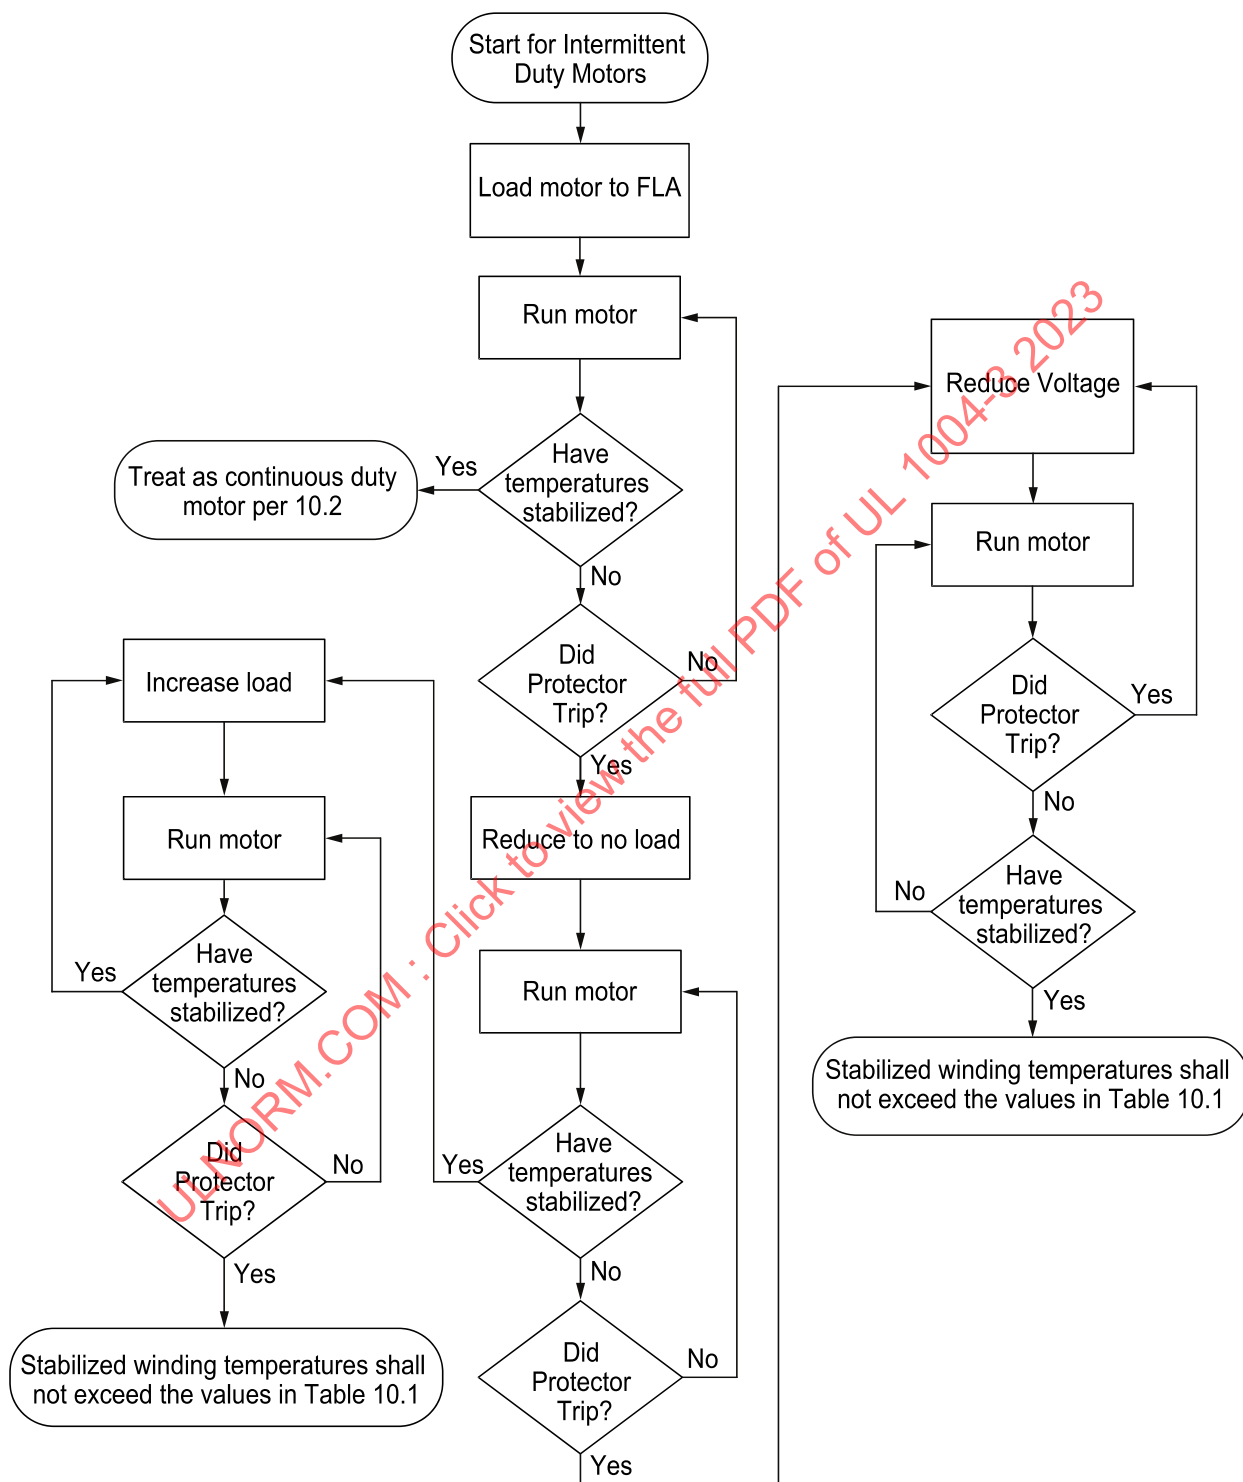 Start for Intermittent
Duty Motors
Load motor to FLA
Run motor
Have
temperatures
stabilized?
Yes
Treat as continuous duty
motor per 10.2
No
Did
Protector
Trip?
No
Yes
Reduce to no load
Run motor
Have
temperatures
stabilized?
Yes
No
Did
Protector
Trip?
No
Yes
Increase load
Run motor
Have
temperatures
stabilized?
Yes
No
Did
Protector
Trip?
No
Yes
Stabilized winding temperatures shall
not exceed the values in Table 10.1
Reduce Voltage
Run motor
Did
Protector
Trip?
Yes
No
Have
temperatures
stabilized?
No
Yes
Stabilized winding temperatures shall
not exceed the values in Table 10.1
ULNORM.COM : Click to view the full PDF of UL 1004-3 2023